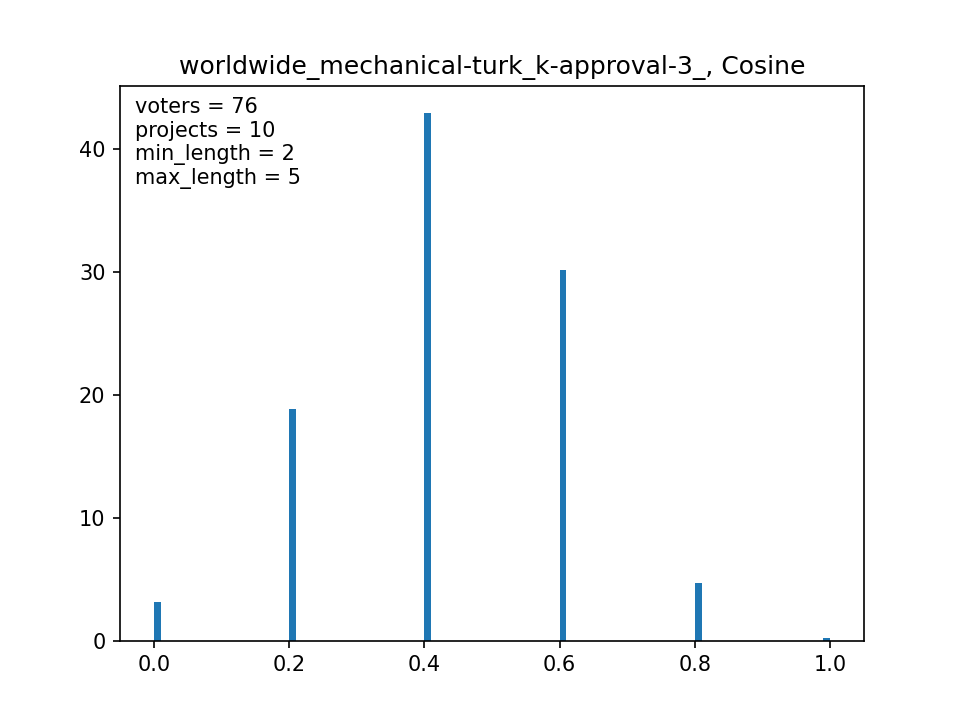 worldwide_mechanical-turk_k-approval-3_, Cosine
voters = 76
projects = 10
min_length = 2
max_length = 5
40
30
20
10
0
0.0 0.2 0.4 0.6 0.8 1.0